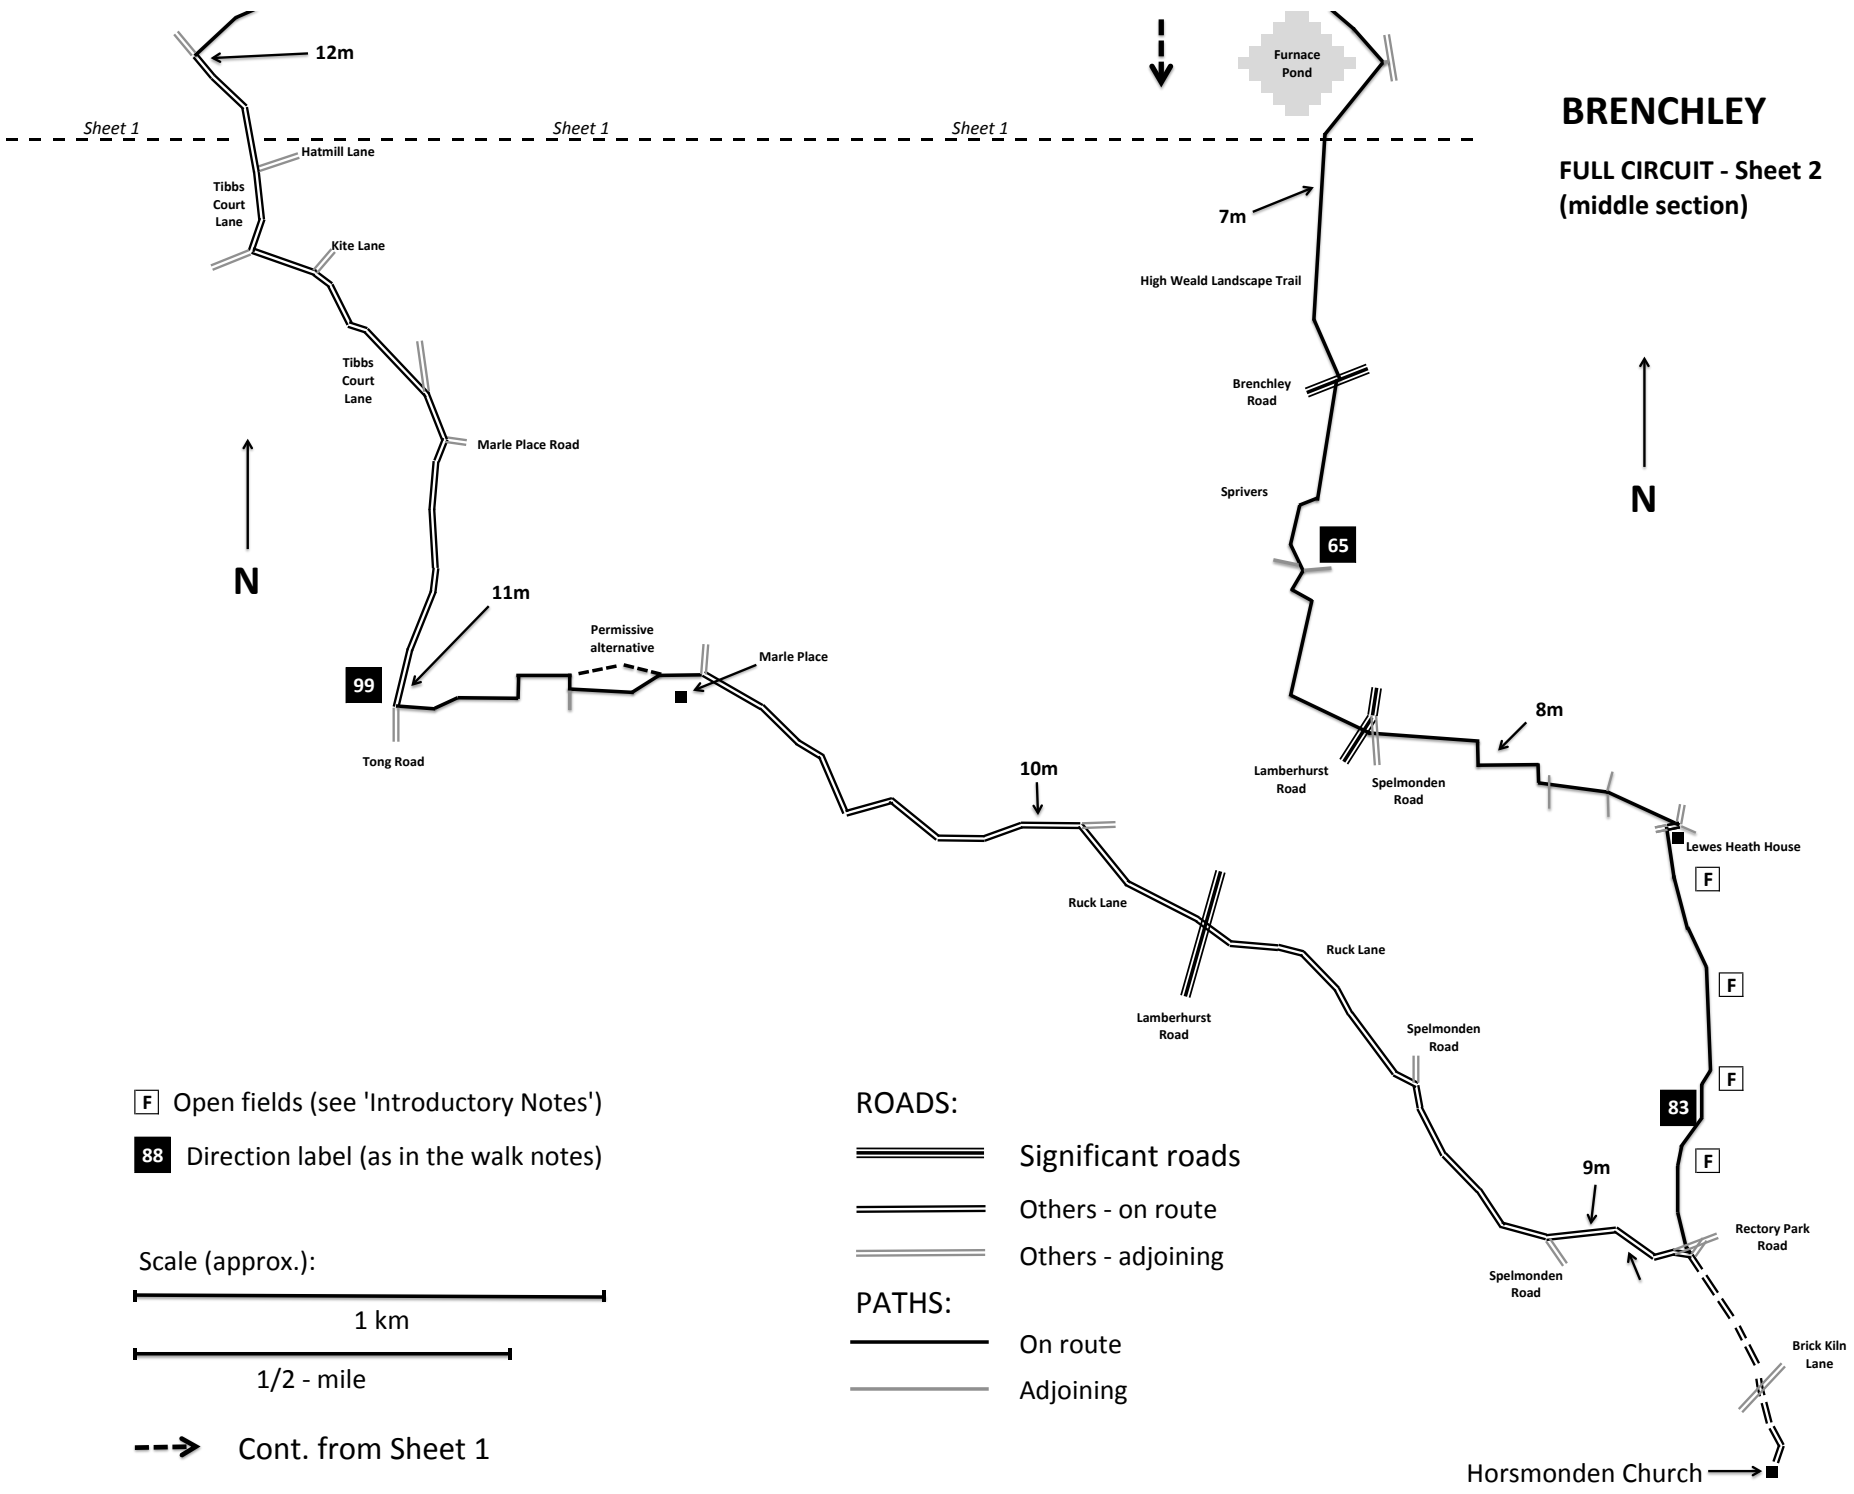 12m
Furnace
Pond
BRENCHLEY
Sheet 1
Sheet 1
Sheet 1
Hatmill Lane
FULL CIRCUIT - Sheet 2
(middle section)
Tibbs
Court
Lane
7m
Kite Lane
High Weald Landscape Trail
Tibbs
Court
Lane
Brenchley
Road
Marle Place Road
Sprivers
N
65
N
11m
Permissive
alternative
Marle Place
99
8m
Tong Road
10m
Lamberhurst
Road
Spelmonden
Road
Lewes Heath House
F
Ruck Lane
Ruck Lane
F
Lamberhurst
Road
Spelmonden
Road
F
83
F
F Open fields (see 'Introductory Notes')
88 Direction label (as in the walk notes)
ROADS:
Significant roads
Others - on route
Others - adjoining
PATHS:
On route
Adjoining
9m
Rectory Park
Road
Spelmonden
Road
Scale (approx.):
1 km
1/2 - mile
Brick Kiln
Lane
Cont. from Sheet 1
Horsmonden Church